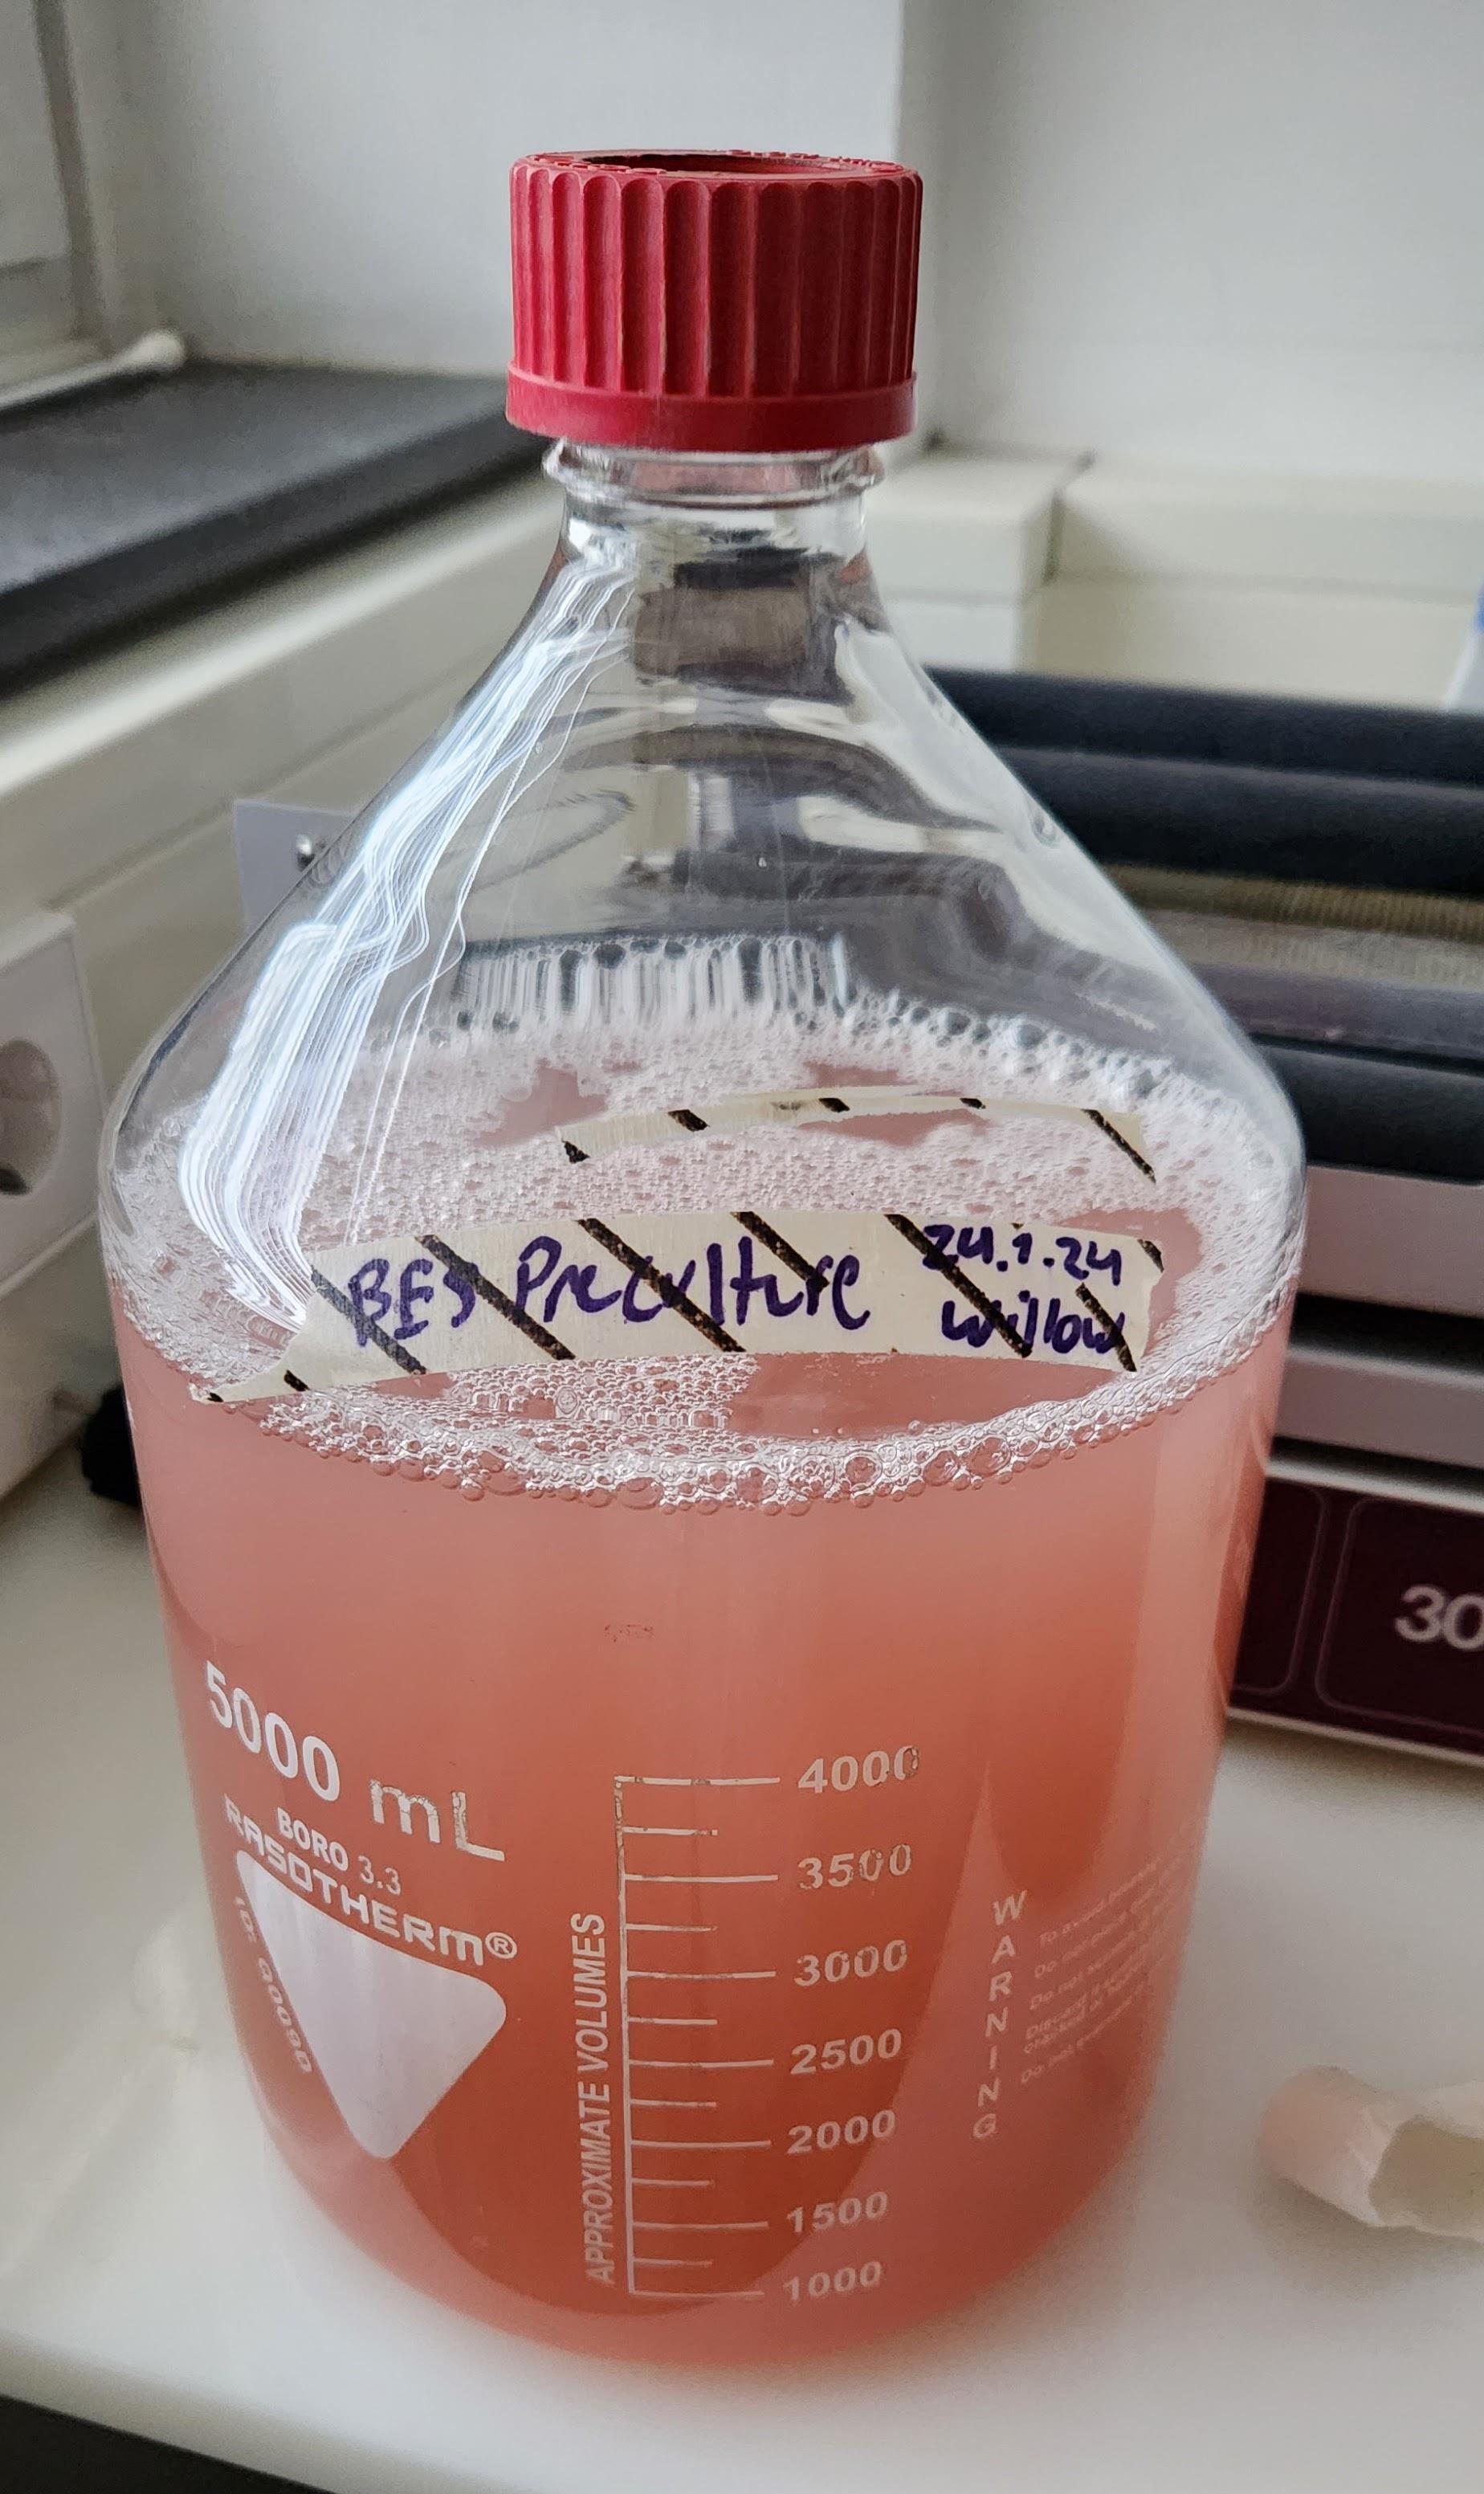 BES Preculture
24.1.24
Willow
5000 mL
BORO 3.3
RASOTHERM®
APPROXIMATE VOLUMES
4000
3500
3000
2500
2000
1500
1000
WARNING
30